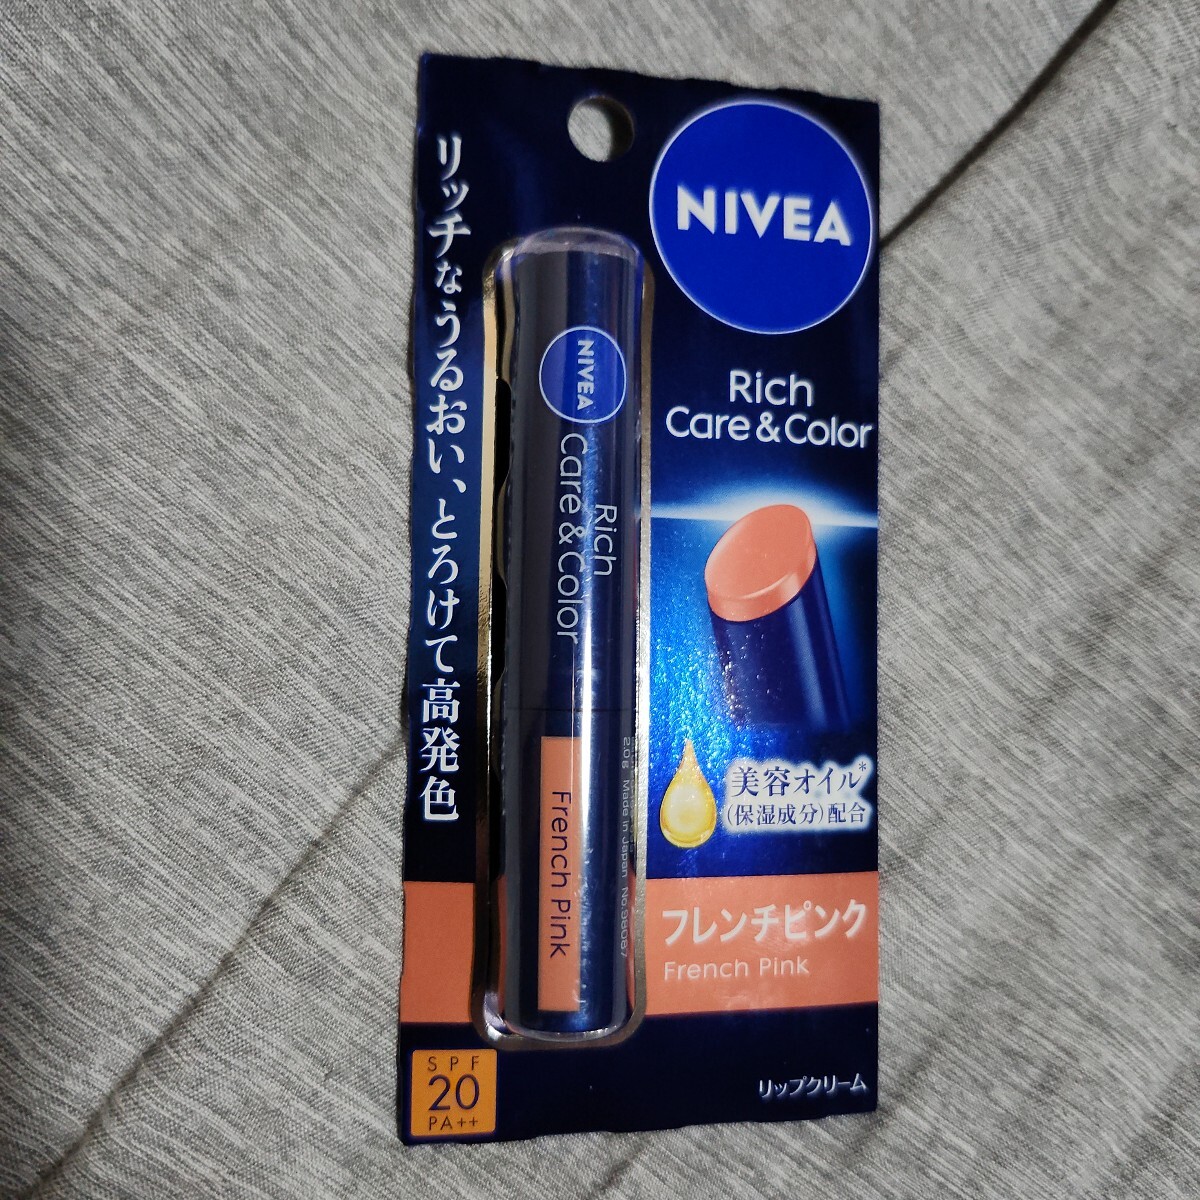 リッチなうるおい、とろけて高発色
NIVEA
Rich
Care & Color
美容オイル*
(保湿成分)配合
フレンチピンク
French Pink
リップクリーム
SPF
20
PA++
NIVEA
Rich
Care & Color
French Pink
2.0g Made in Japan No.98087